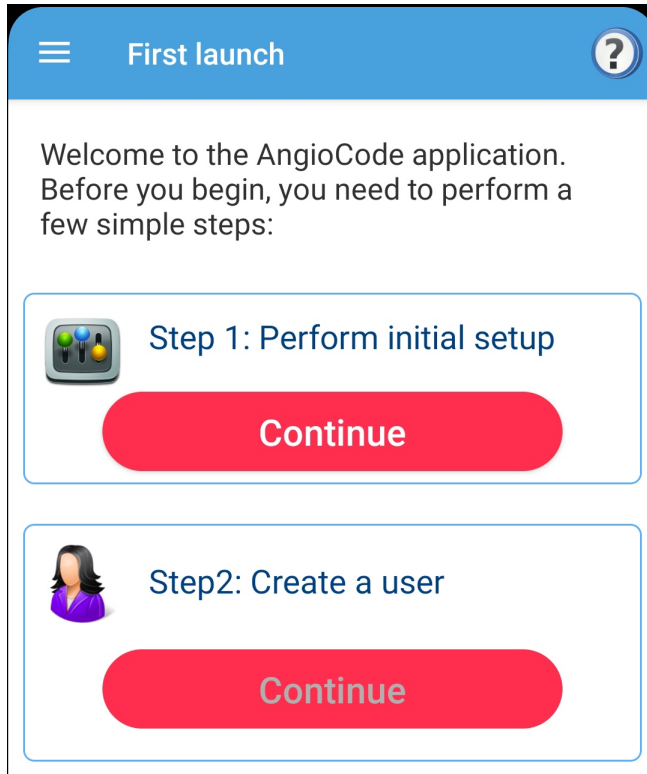 First launch
?
Welcome to the AngioCode application.
Before you begin, you need to perform a
few simple steps:
Step 1: Perform initial setup
Continue
Step2: Create a user
Continue